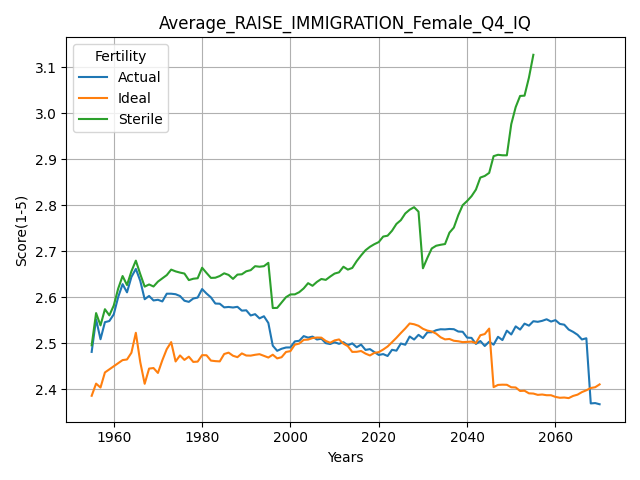 Average_RAISE_IMMIGRATION_Female_Q4_IQ
Fertility
Actual
Ideal
Sterile
3.1
3.0
2.9
2.8
2.7
2.6
2.5
2.4
Score(1-5)
1960 1980 2000 2020 2040 2060
Years